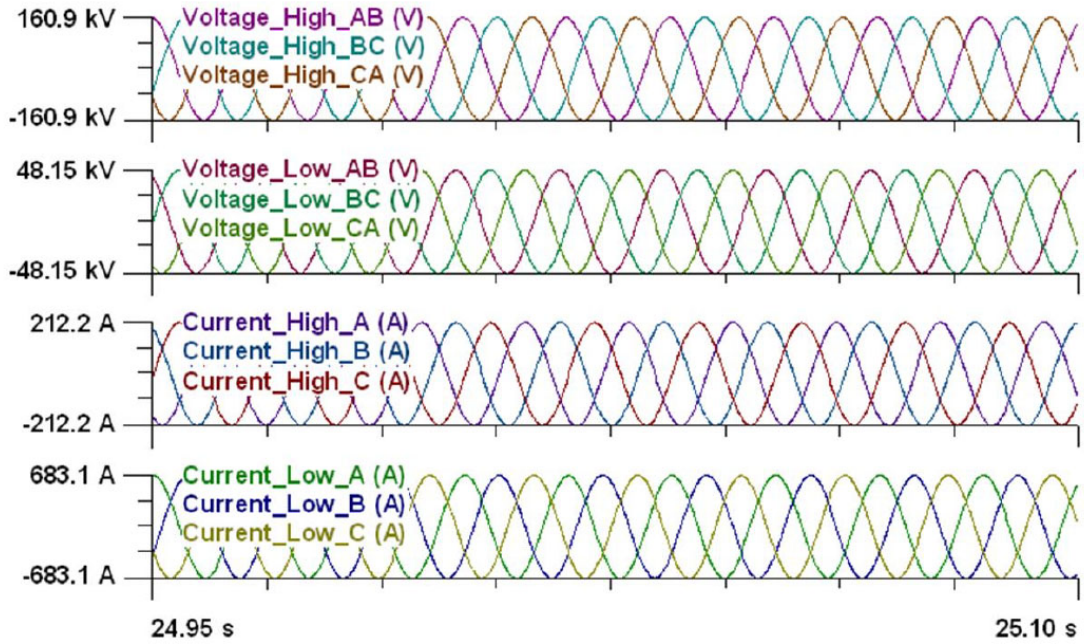 160.9 kV
Voltage_High_AB (V)
Voltage_High_BC (V)
Voltage_High_CA (V)
-160.9 kV
48.15 kV
Voltage_Low_AB (V)
Voltage_Low_BC (V)
Voltage_Low_CA (V)
-48.15 kV
212.2 A
Current_High_A (A)
Current_High_B (A)
Current_High_C (A)
-212.2 A
683.1 A
Current_Low_A (A)
Current_Low_B (A)
Current_Low_C (A)
-683.1 A
24.95 s 25.10 s